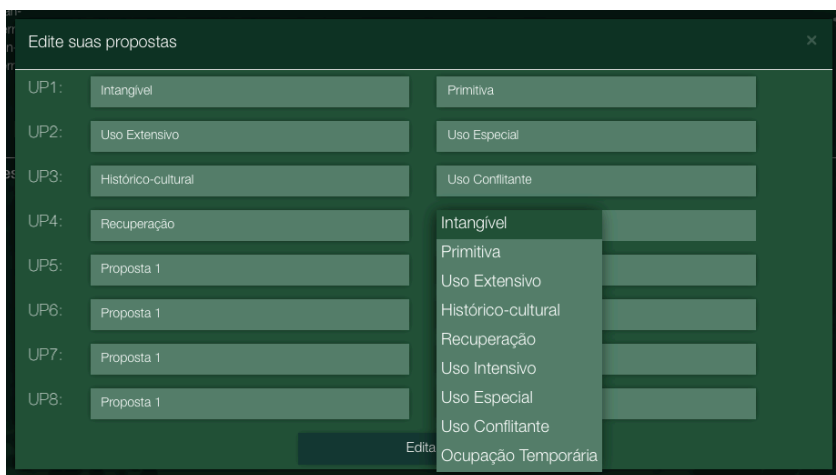 Edite suas propostas ×
UP1: Intangível Primitiva
UP2: Uso Extensivo Uso Especial
UP3: Histórico-cultural Uso Conflitante
UP4: Recuperação
UP5: Proposta 1
UP6: Proposta 1
UP7: Proposta 1
UP8: Proposta 1
Intangível
Primitiva
Uso Extensivo
Histórico-cultural
Recuperação
Uso Intensivo
Uso Especial
Uso Conflitante
Ocupação Temporária
Edita